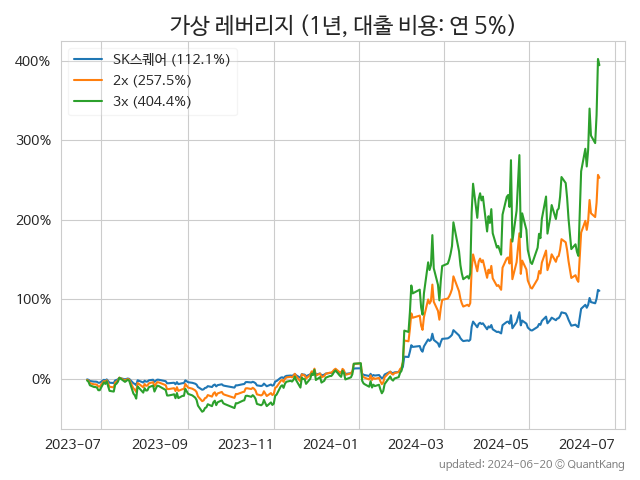 가상 레버리지 (1년, 대출 비용: 연 5%)
SK스퀘어 (112.1%)
2x (257.5%)
3x (404.4%)
400%
300%
200%
100%
0%
2023-07 2023-09 2023-11 2024-01 2024-03 2024-05 2024-07
updated: 2024-06-20 © QuantKang